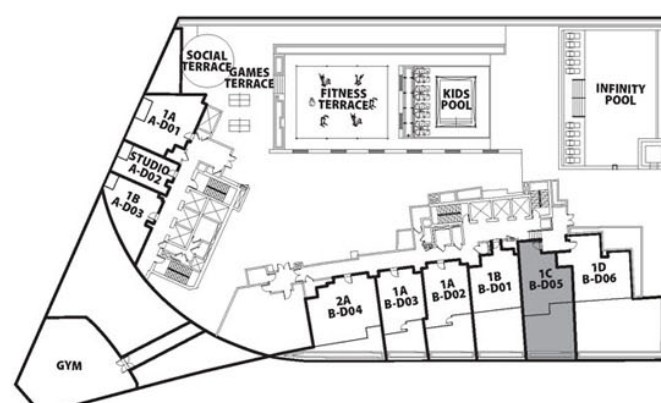 SOCIAL
TERRACE
GAMES
TERRACE
FITNESS
TERRACE
KIDS
POOL
INFINITY
POOL
1A
A-D01
STUDIO
A-D02
1B
A-D03
2A
B-D04
1A
B-D03
1A
B-D02
1B
B-D01
1C
B-D05
1D
B-D06
GYM